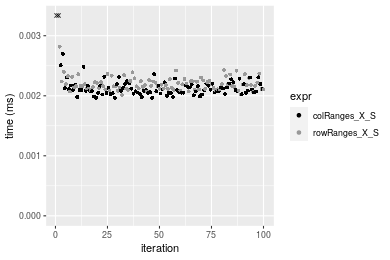 0.003
0.002
0.001
0.000
time (ms)
0
25
50
75
100
iteration
expr
colRanges_X_S
rowRanges_X_S